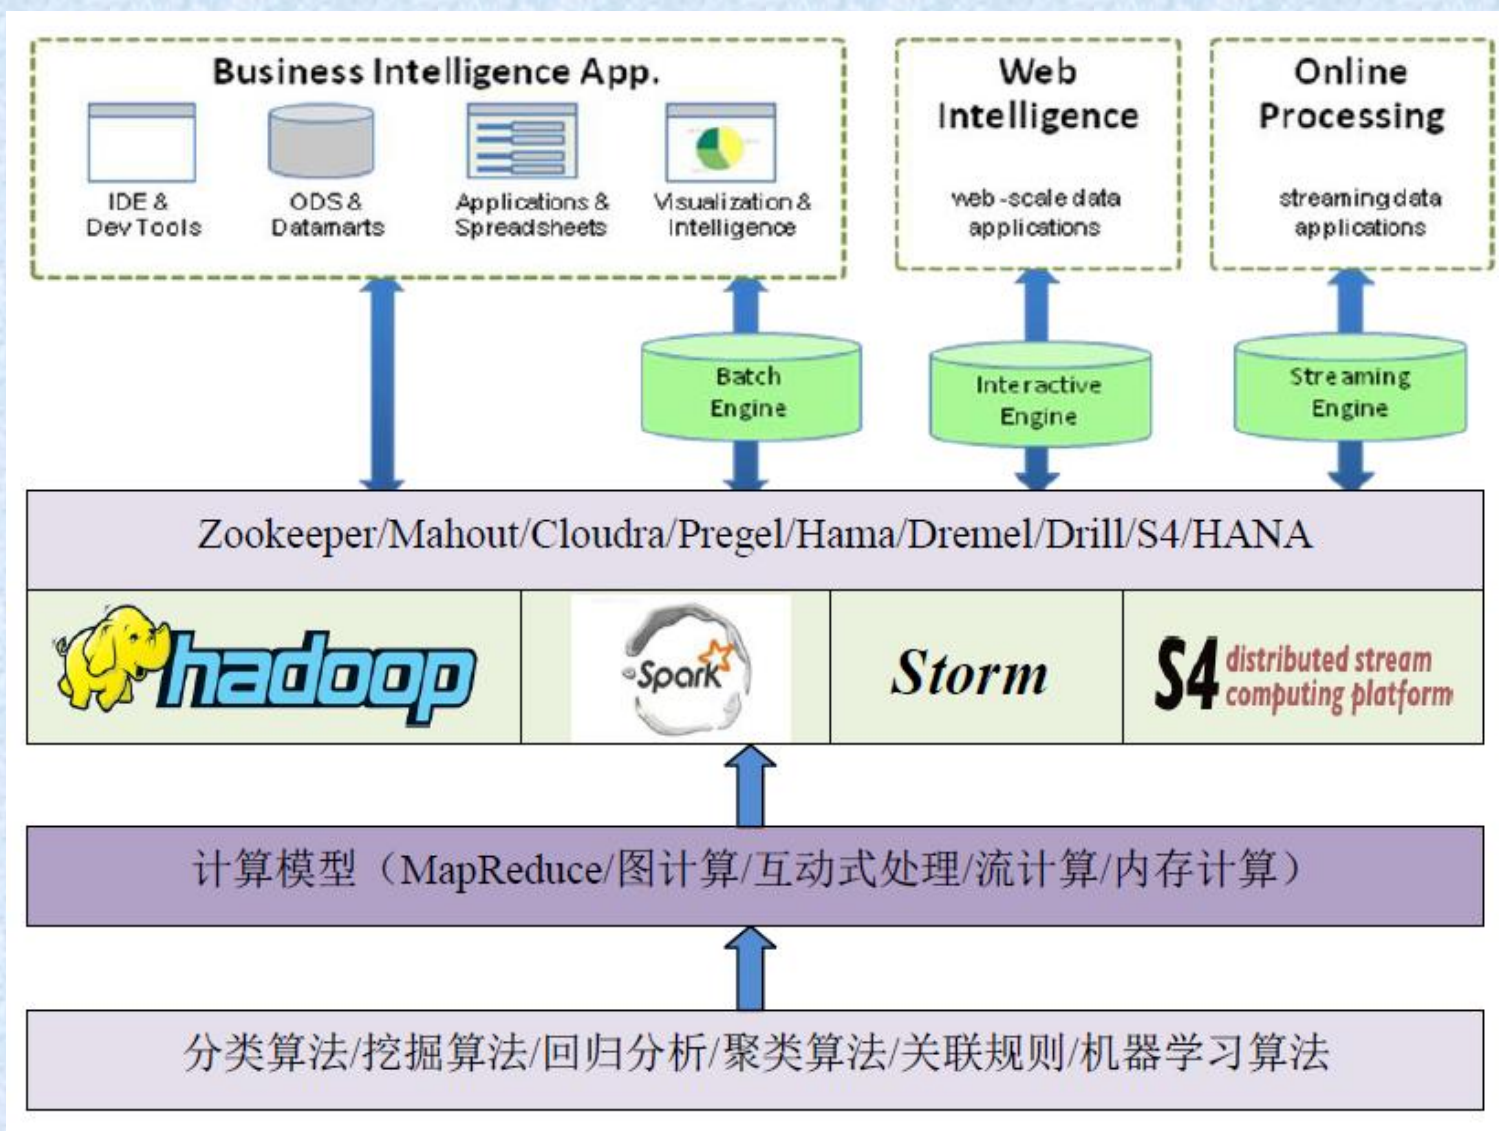 Business Intelligence App.
IDE &
Dev Tools
ODS &
Datamarts
Applications &
Spreadsheets
Visualization &
Intelligence
Web
Intelligence
web-scale data
applications
Online
Processing
streaming data
applications
Batch
Engine
Interactive
Engine
Streaming
Engine
Zookeeper/Mahout/Cloudra/Pregel/Hama/Dremel/Drill/S4/HANA
hadoop
Spark
Storm
S4 distributed stream
computing platform
计算模型（MapReduce/图计算/互动式处理/流计算/内存计算）
分类算法/挖掘算法/回归分析/聚类算法/关联规则/机器学习算法